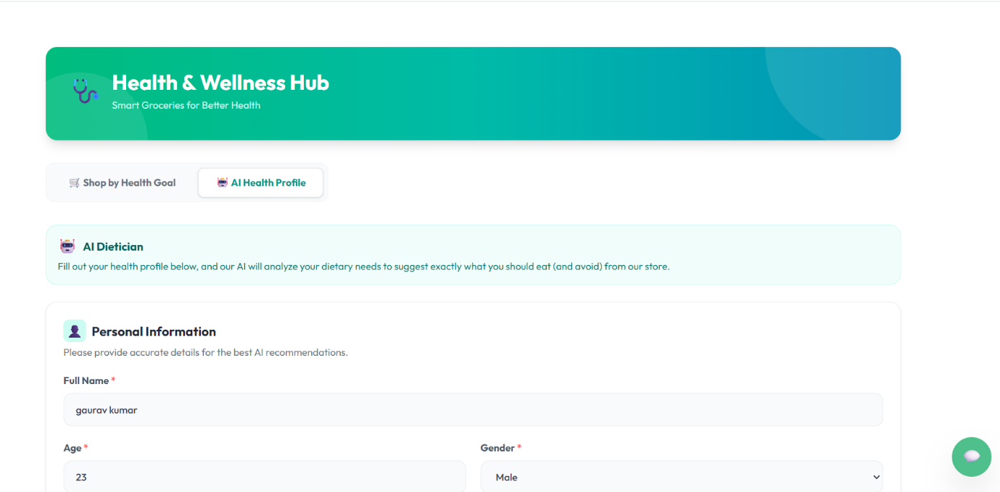 Health & Wellness Hub
Smart Groceries for Better Health
Shop by Health Goal
AI Health Profile
AI Dietician
Fill out your health profile below, and our AI will analyze your dietary needs to suggest exactly what you should eat (and avoid) from our store.
Personal Information
Please provide accurate details for the best AI recommendations.
Full Name *
gaurav kumar
Age * Gender *
23 Male